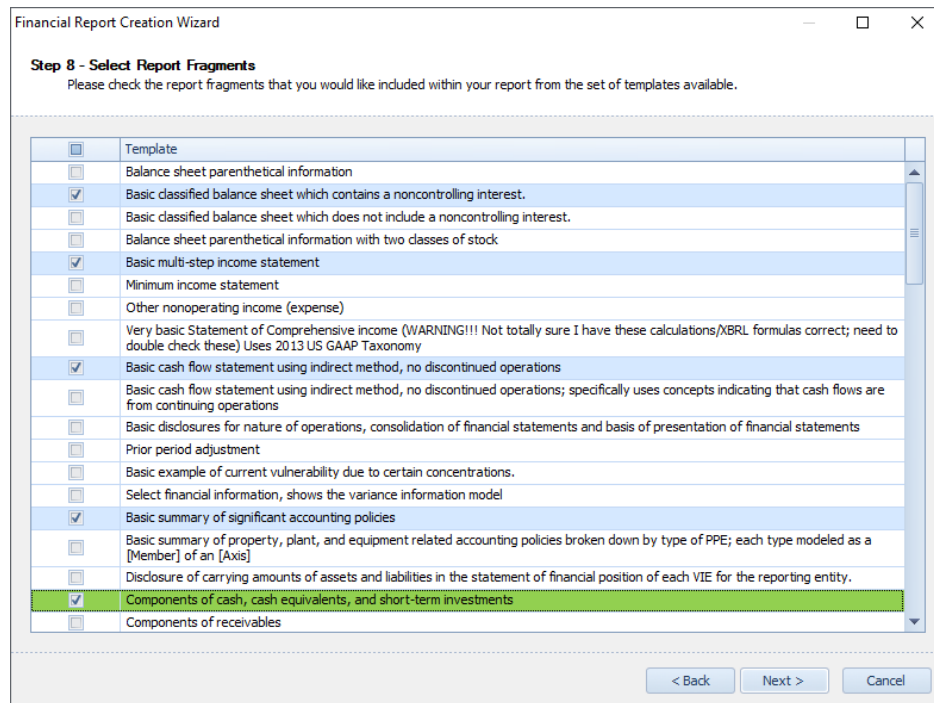 Financial Report Creation Wizard
Step 8 - Select Report Fragments
Please check the report fragments that you would like included within your report from the set of templates available.
Template
Balance sheet parenthetical information
Basic classified balance sheet which contains a noncontrolling interest.
Basic classified balance sheet which does not include a noncontrolling interest.
Balance sheet parenthetical information with two classes of stock
Basic multi-step income statement
Minimum income statement
Other nonoperating income (expense)
Very basic Statement of Comprehensive income (WARNING!!! Not totally sure I have these calculations/XBRL formulas correct; need to
double check these) Uses 2013 US GAAP Taxonomy
Basic cash flow statement using indirect method, no discontinued operations
Basic cash flow statement using indirect method, no discontinued operations; specifically uses concepts indicating that cash flows are
from continuing operations
Basic disclosures for nature of operations, consolidation of financial statements and basis of presentation of financial statements
Prior period adjustment
Basic example of current vulnerability due to certain concentrations.
Select financial information, shows the variance information model
Basic summary of significant accounting policies
Basic summary of property, plant, and equipment related accounting policies broken down by type of PPE; each type modeled as a
[Member] of an [Axis]
Disclosure of carrying amounts of assets and liabilities in the statement of financial position of each VIE for the reporting entity.
Components of cash, cash equivalents, and short-term investments
Components of receivables
< Back
Next >
Cancel